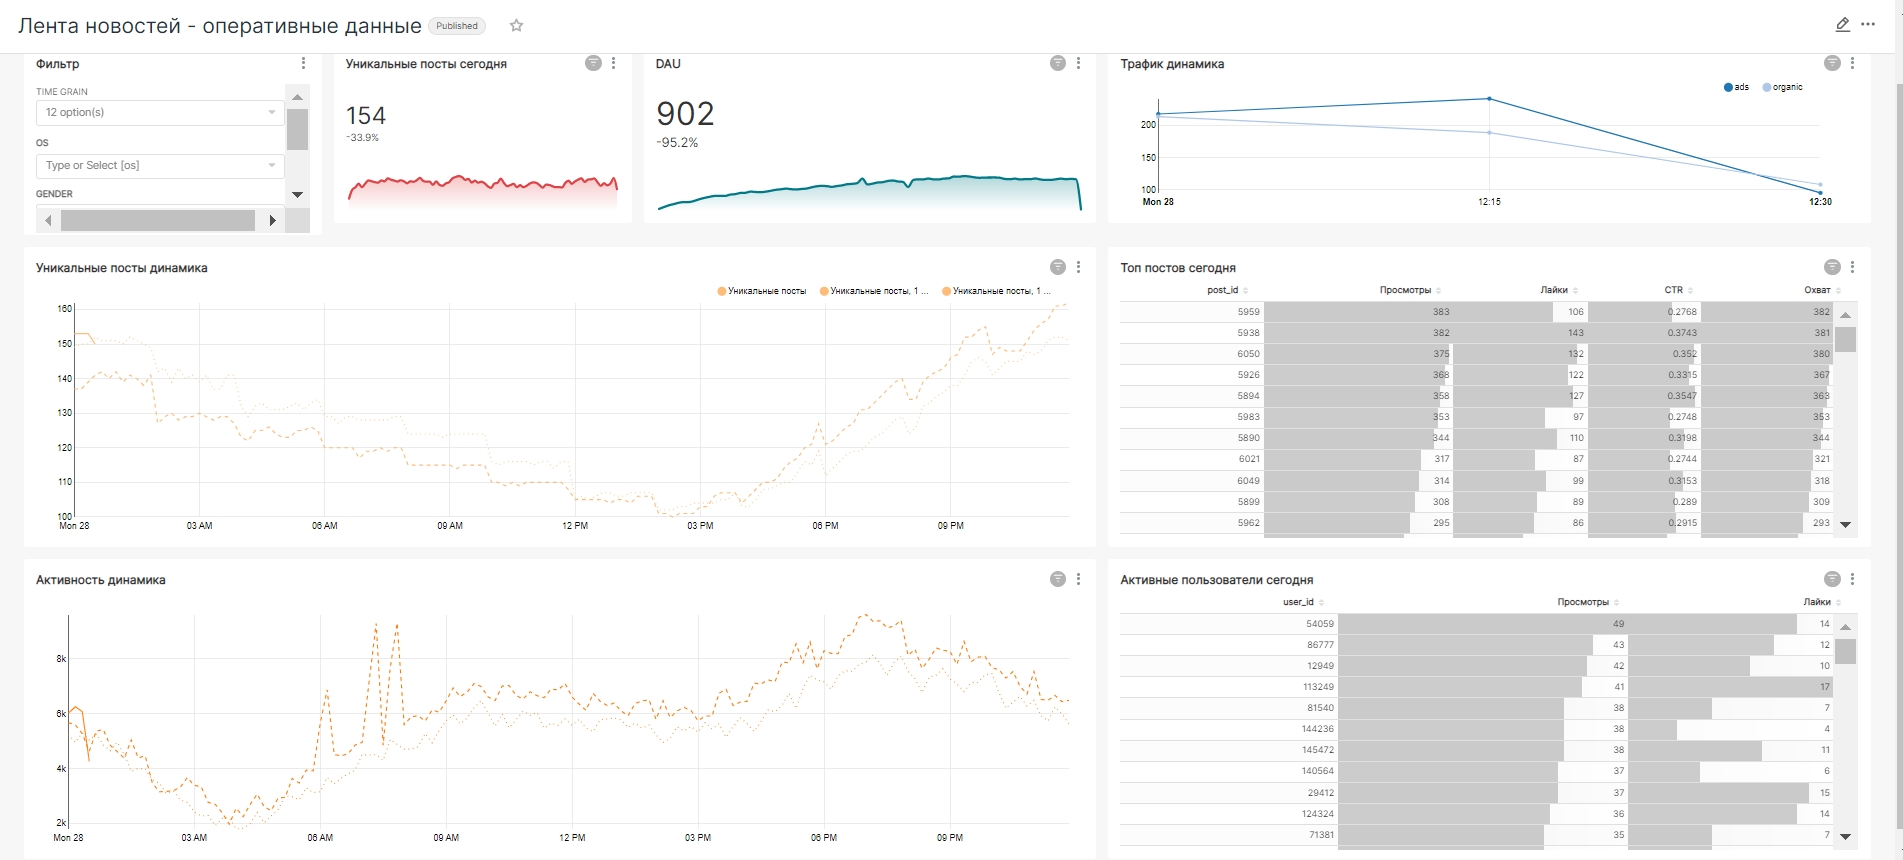 Лента новостей - оперативные данные
Published
Фильтр
TIME GRAIN
12 option(s)
OS
Type or Select [os]
GENDER
Уникальные посты сегодня
154
-33.9%
DAU
902
-95.2%
Трафик динамика
ads organic
200
150
100
Mon 28 12:15 12:30
Уникальные посты динамика
Уникальные посты Уникальные посты, 1 ... Уникальные посты, 1 ...
160
150
140
130
120
110
100
Mon 28 03 AM 06 AM 09 AM 12 PM 03 PM 06 PM 09 PM
Топ постов сегодня
post_id Просмотры Лайки CTR Охват
5959 383 106 0.2768 382
5938 382 143 0.3743 381
6050 375 132 0.352 380
5926 368 122 0.3315 367
5894 358 127 0.3547 363
5983 353 97 0.2748 353
5890 344 110 0.3198 344
6021 317 87 0.2744 321
6049 314 99 0.3153 318
5899 308 89 0.289 309
5962 295 86 0.2915 293
Активность динамика
8k
6k
4k
2k
Mon 28 03 AM 06 AM 09 AM 12 PM 03 PM 06 PM 09 PM
Активные пользователи сегодня
user_id Просмотры Лайки
54059 49 14
86777 43 12
12949 42 10
113249 41 17
81540 38 7
144236 38 4
145472 38 11
140564 37 6
29412 37 15
124324 36 14
71381 35 7